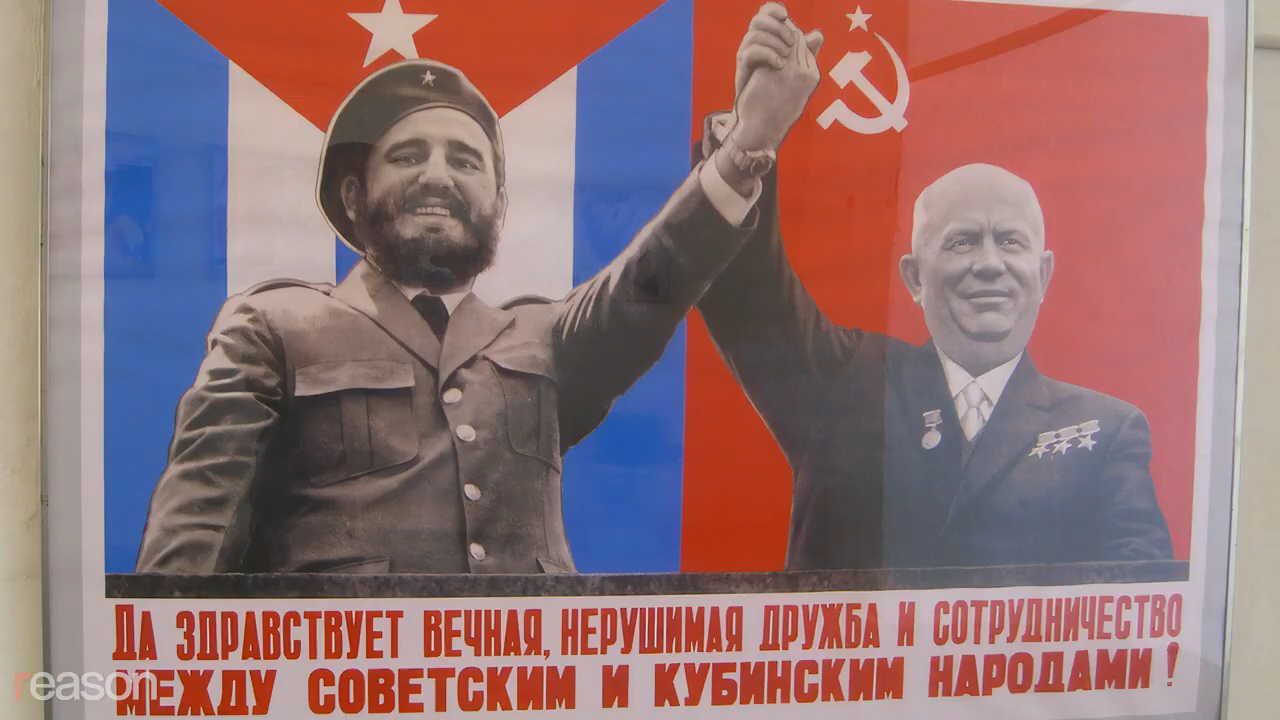 Да здравствует вечная, нерушимая дружба и сотрудничество
между советским и кубинским народами!
reason